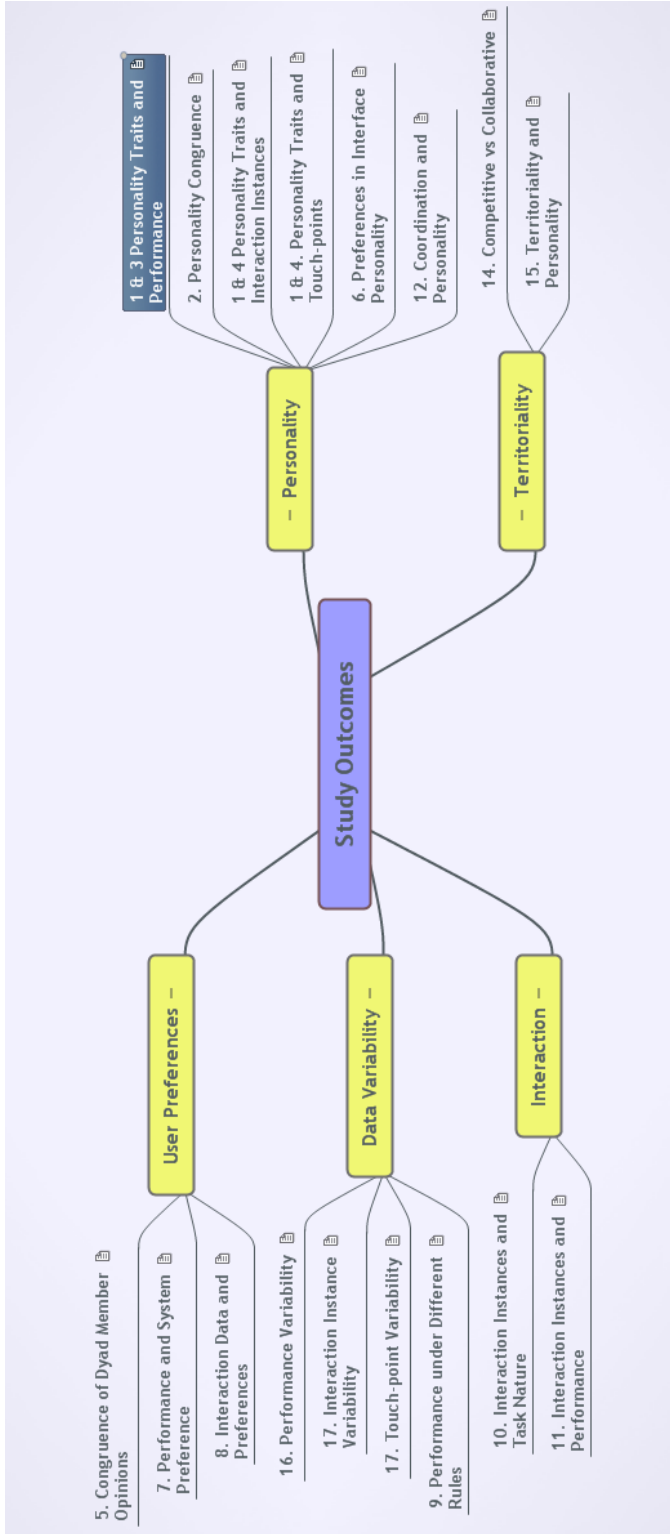 Study Outcomes
User Preferences
5. Congruence of Dyad Member
Opinions
7. Performance and System
Preference
8. Interaction Data and
Preferences
Data Variability
16. Performance Variability
17. Interaction Instance
Variability
17. Touch-point Variability
9. Performance under Different
Rules
Interaction
10. Interaction Instances and
Task Nature
11. Interaction Instances and
Performance
Personality
1 & 3 Personality Traits and
Performance
2. Personality Congruence
1 & 4 Personality Traits and
Interaction Instances
1 & 4. Personality Traits and
Touch-points
6. Preferences in Interface
Personality
12. Coordination and
Personality
Territoriality
14. Competitive vs Collaborative
15. Territoriality and
Personality